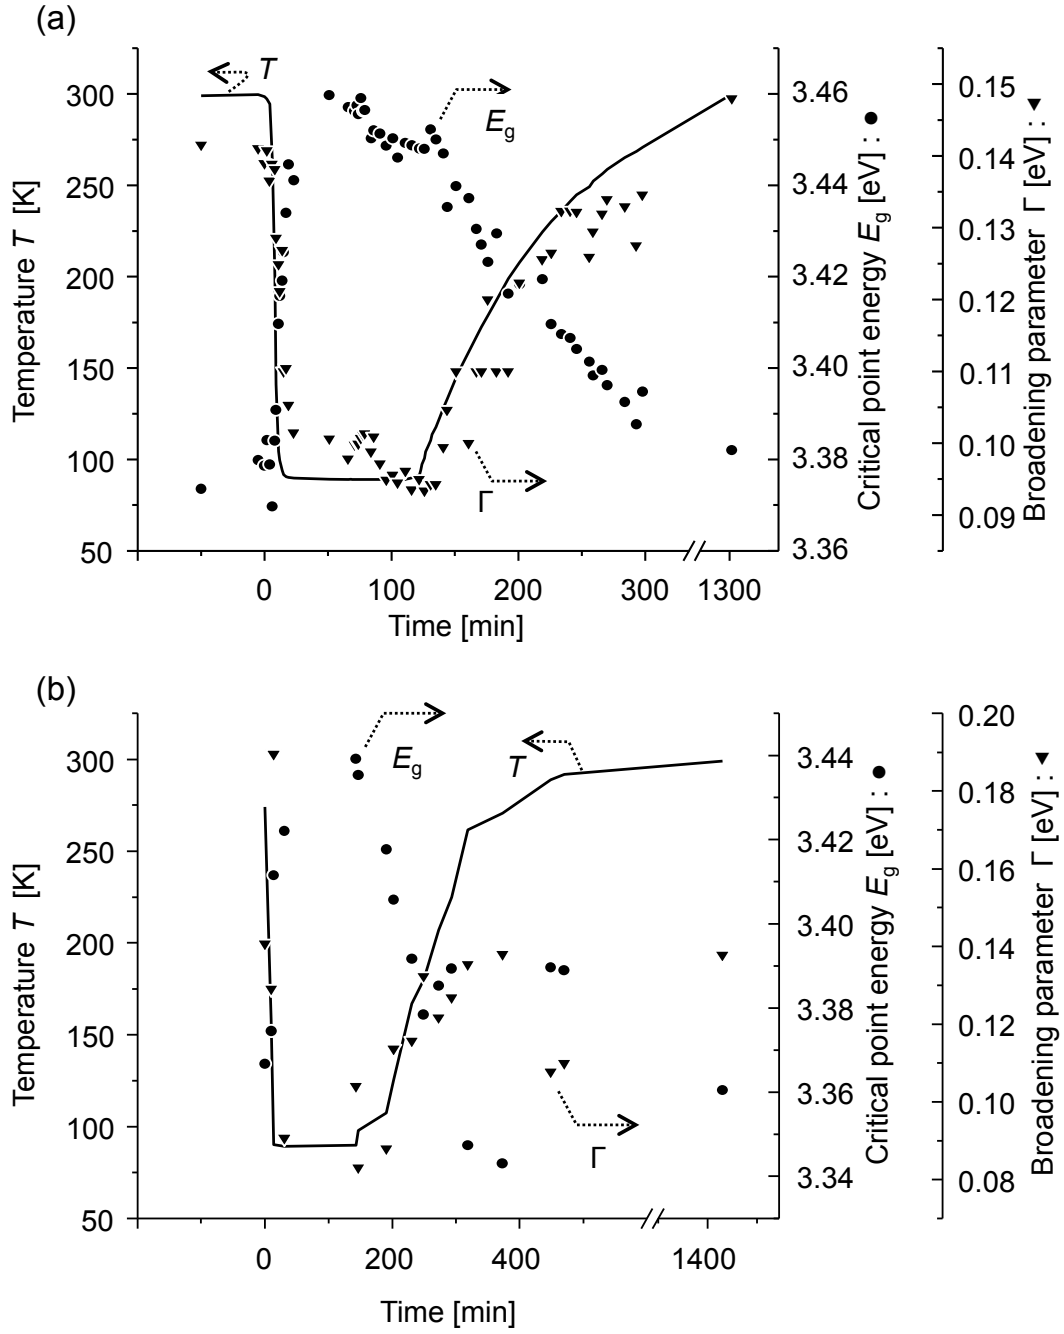 (a)
T
E_g
Γ
300
250
200
150
100
50
Temperature T [K]
0
100
200
300
1300
Time [min]
3.46
3.44
3.42
3.40
3.38
3.36
Critical point energy E_g [eV] : ●
0.15
0.14
0.13
0.12
0.11
0.10
0.09
Broadening parameter Γ [eV] : ▼
(b)
E_g
T
Γ
300
250
200
150
100
50
Temperature T [K]
0
200
400
1400
Time [min]
3.44
3.42
3.40
3.38
3.36
3.34
Critical point energy E_g [eV] : ●
0.20
0.18
0.16
0.14
0.12
0.10
0.08
Broadening parameter Γ [eV] : ▼